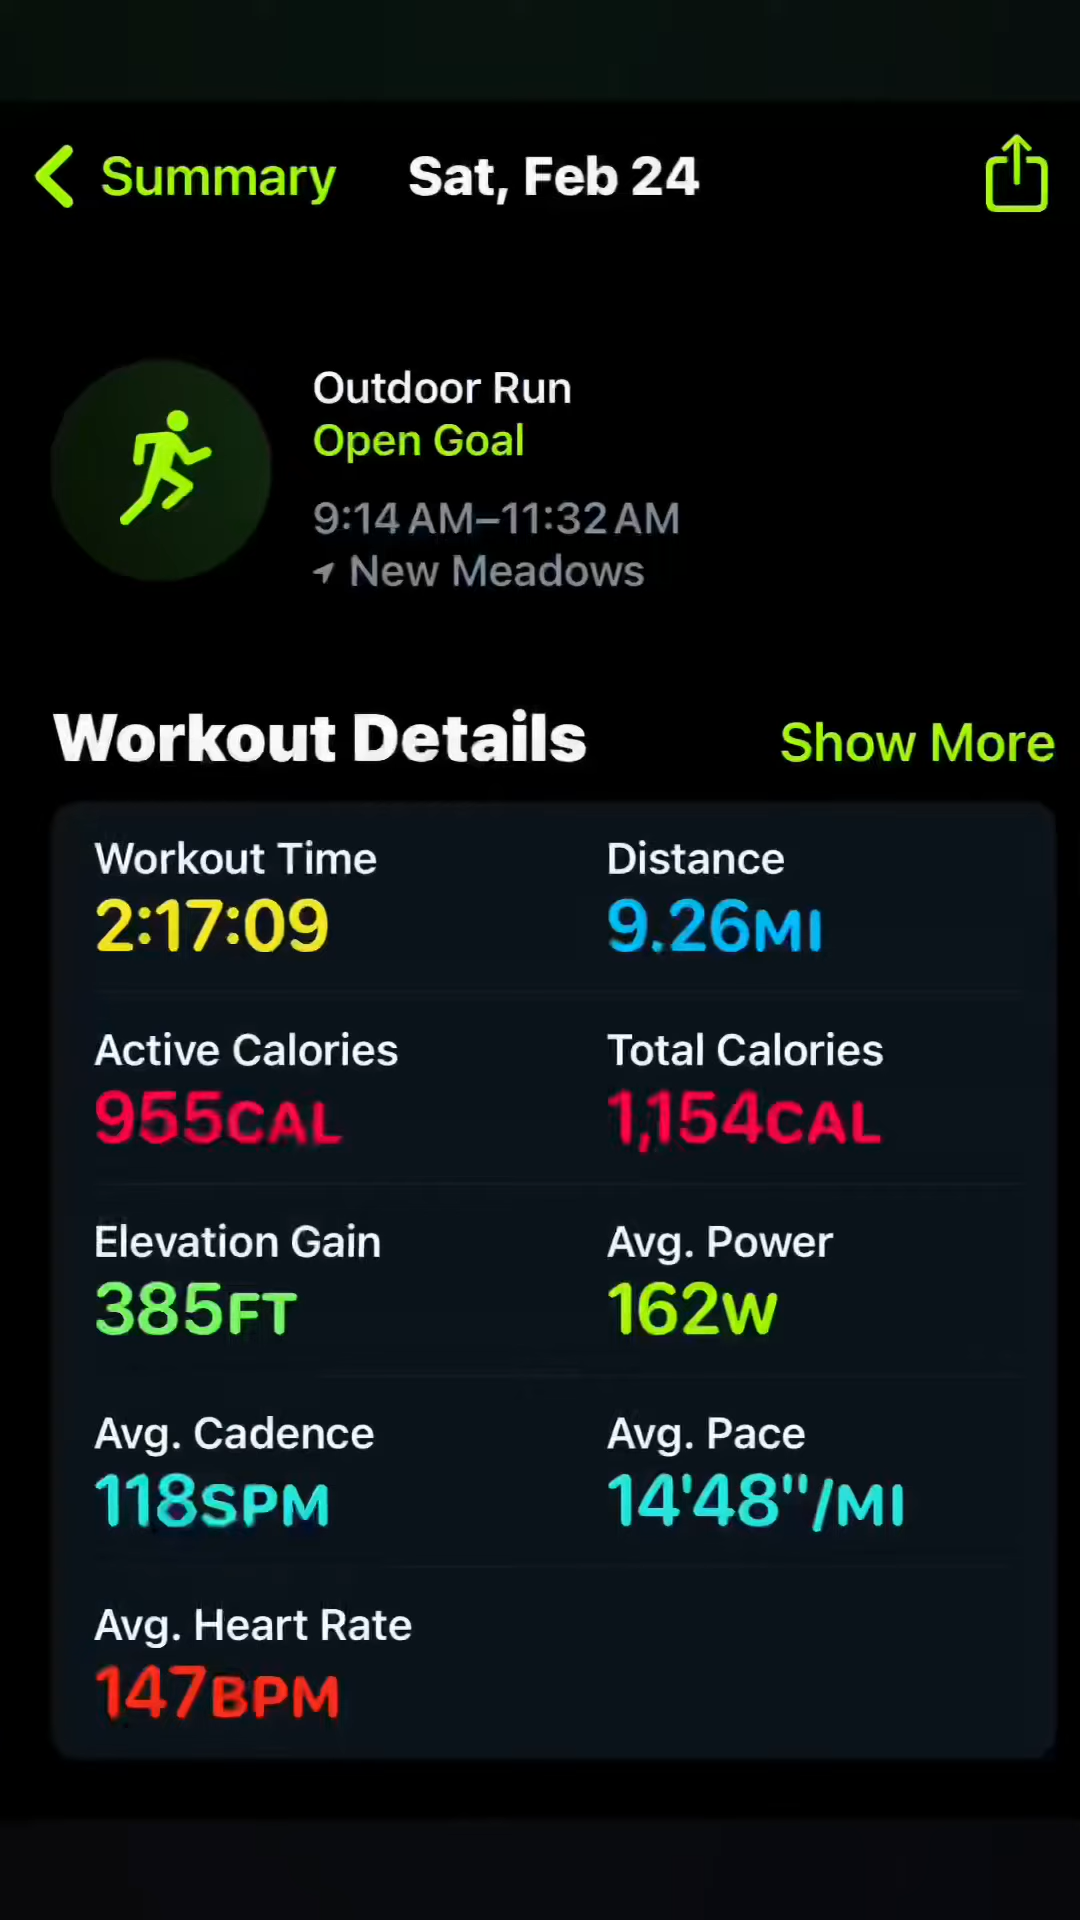 Summary
Sat, Feb 24
Outdoor Run
Open Goal
9:14 AM–11:32 AM
New Meadows
Workout Details
Show More
Workout Time
Distance
2:17:09
9.26MI
Active Calories
Total Calories
955CAL
1,154CAL
Elevation Gain
Avg. Power
385FT
162W
Avg. Cadence
Avg. Pace
118SPM
14'48"/MI
Avg. Heart Rate
147BPM